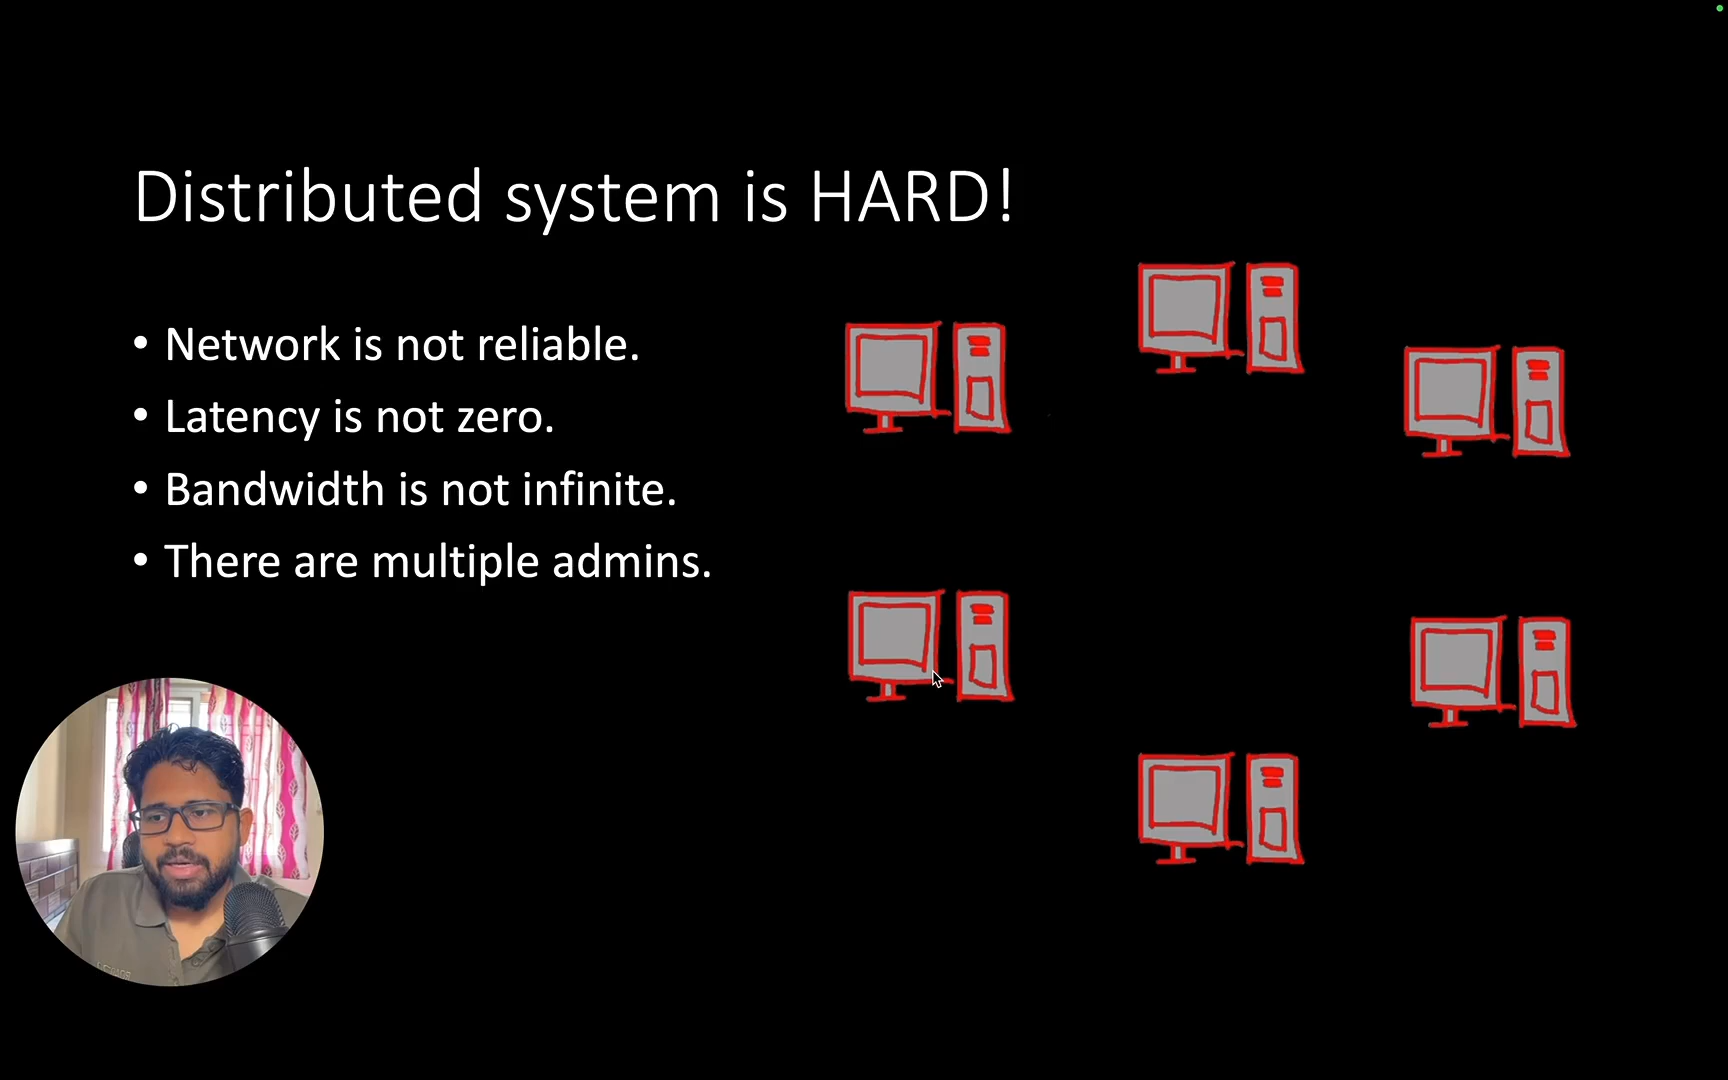 Distributed system is HARD!
• Network is not reliable.
• Latency is not zero.
• Bandwidth is not infinite.
• There are multiple admins.